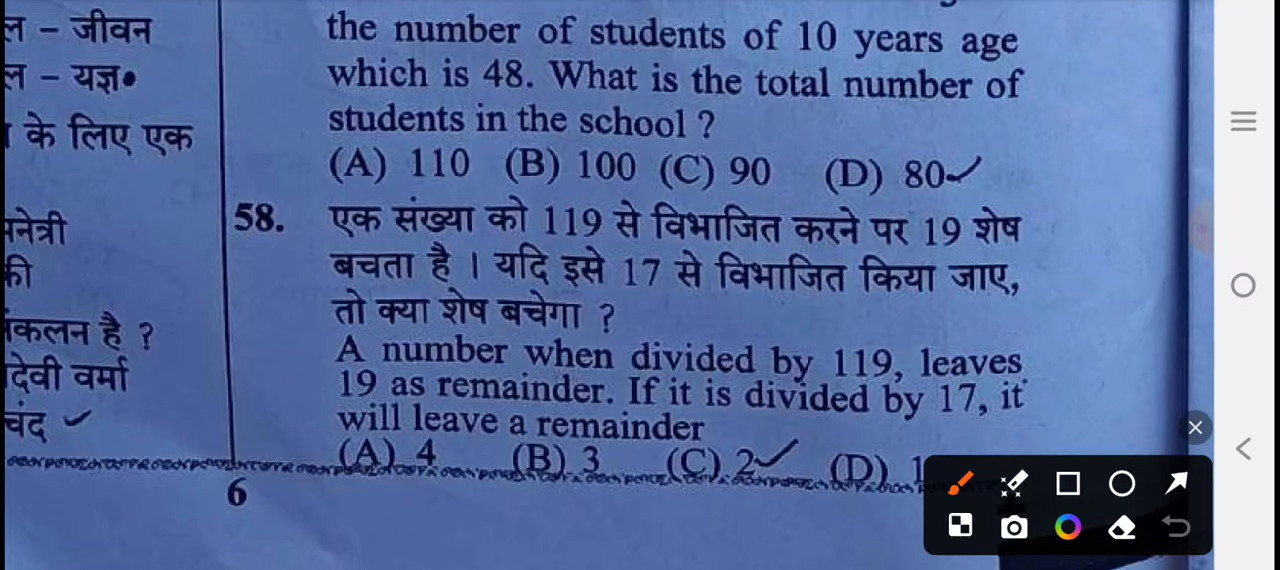 ल – जीवन
ल – यज्ञ
के लिए एक
नेत्री
की
संकलन है ?
देवी वर्मा
चंद
the number of students of 10 years age
which is 48. What is the total number of
students in the school ?
(A) 110 (B) 100 (C) 90 (D) 80
58. एक संख्या को 119 से विभाजित करने पर 19 शेष
बचता है । यदि इसे 17 से विभाजित किया जाए,
तो क्या शेष बचेगा ?
A number when divided by 119, leaves
19 as remainder. If it is divided by 17, it
will leave a remainder
(A) 4 (B) 3 (C) 2 (D) 1
6